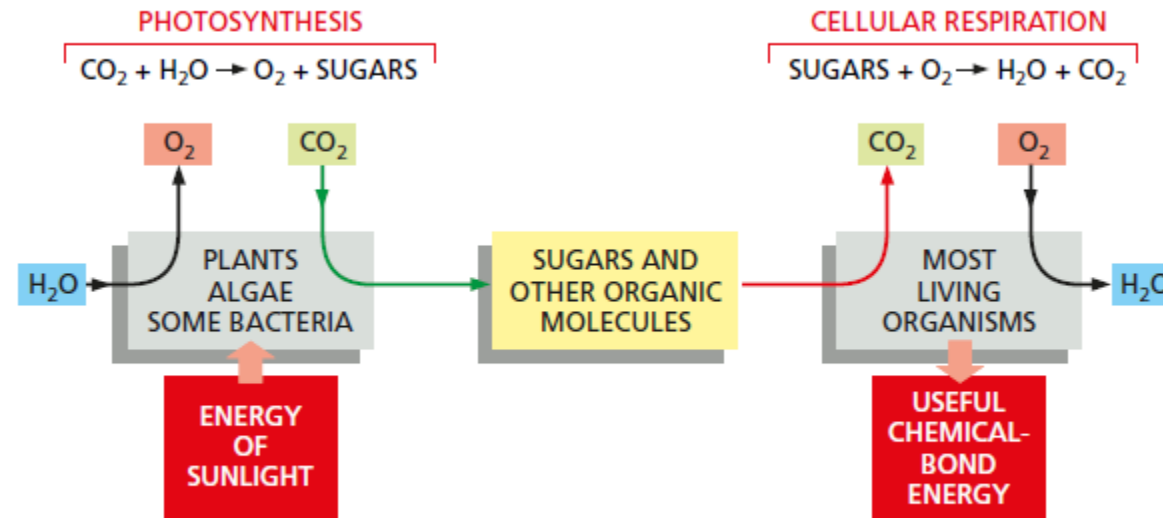 PHOTOSYNTHESIS
CO₂ + H₂O → O₂ + SUGARS
CELLULAR RESPIRATION
SUGARS + O₂ → H₂O + CO₂
O₂
CO₂
CO₂
O₂
H₂O
PLANTS
ALGAE
SOME BACTERIA
SUGARS AND
OTHER ORGANIC
MOLECULES
MOST
LIVING
ORGANISMS
H₂O
ENERGY
OF
SUNLIGHT
USEFUL
CHEMICAL-
BOND
ENERGY